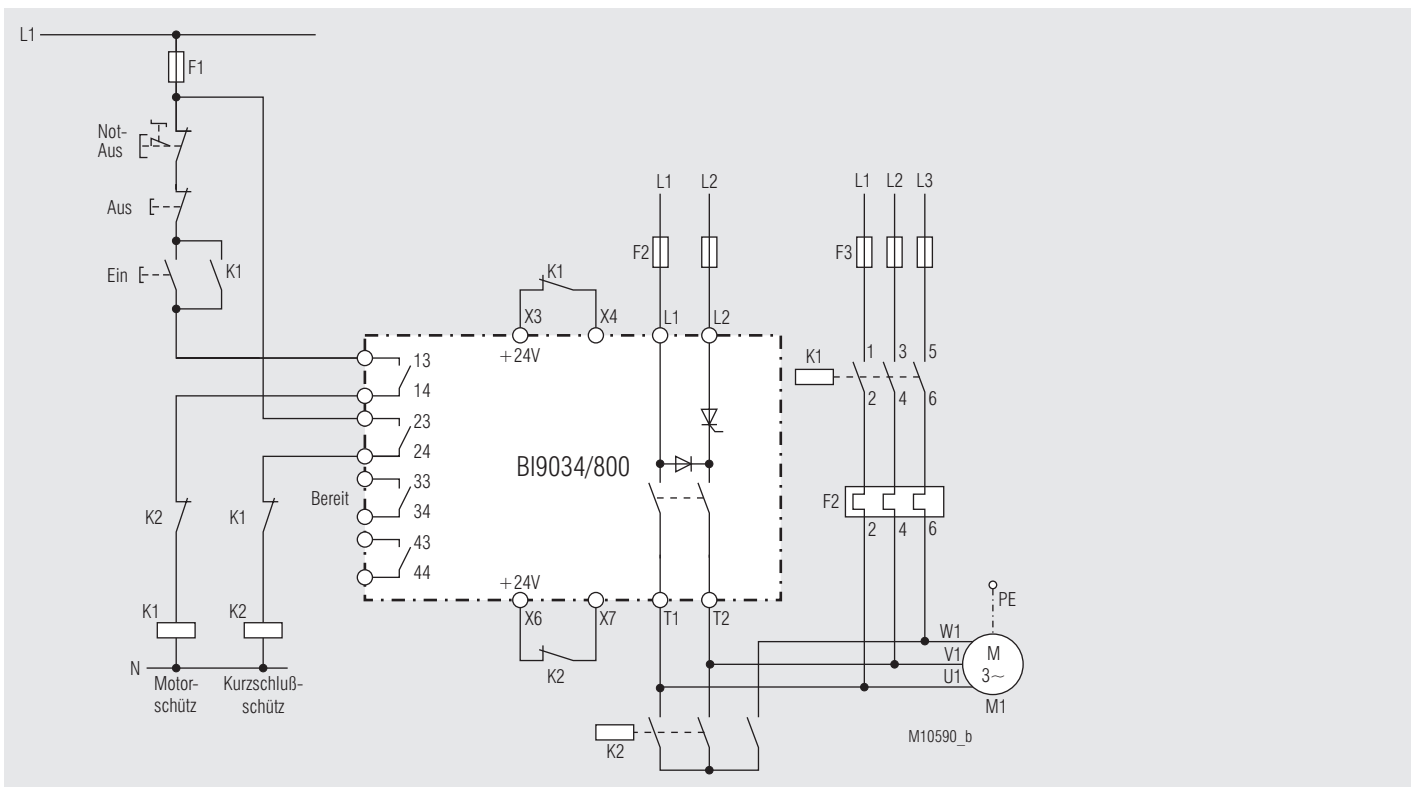 L1
F1
Not-
Aus
Aus
Ein
K1
K1
X3
X4
+24V
L1
L2
F2
L1
L2
L1
L2
L3
F3
K1
1
3
5
2
4
6
F2
2
4
6
13
14
23
24
33
34
43
44
Bereit
BI9034/800
K2
K1
K1
K2
N
Motor-
schütz
Kurzschluß-
schütz
+24V
X6
X7
K2
T1
T2
K2
PE
W1
V1
U1
M
3~
M1
M10590_b